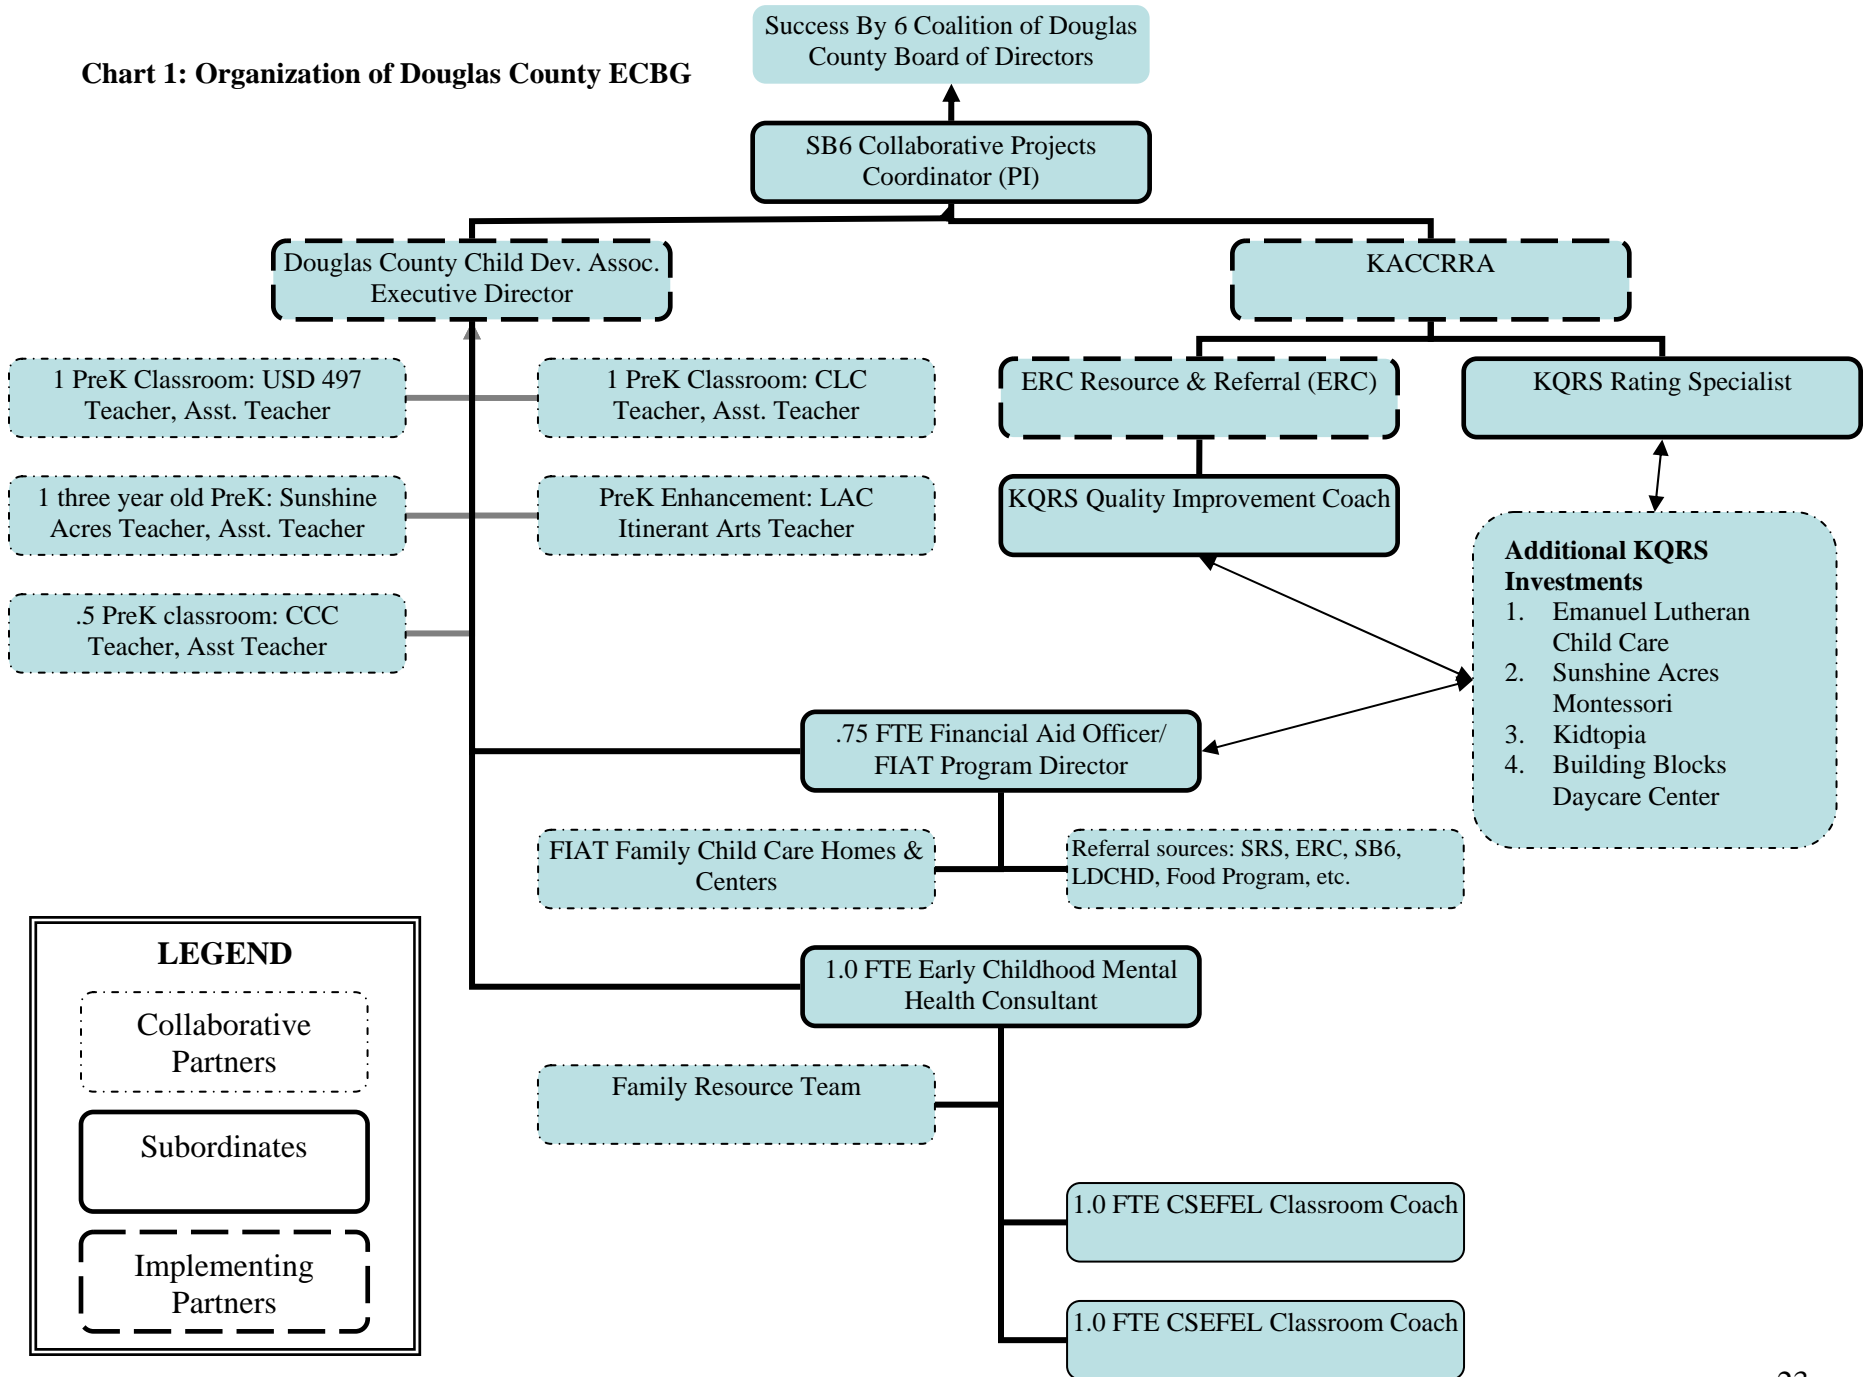 Success By 6 Coalition of Douglas
County Board of Directors
Chart 1: Organization of Douglas County ECBG
SB6 Collaborative Projects
Coordinator (PI)
Douglas County Child Dev. Assoc.
Executive Director
KACCRRA
1 PreK Classroom: USD 497
Teacher, Asst. Teacher
1 PreK Classroom: CLC
Teacher, Asst. Teacher
ERC Resource & Referral (ERC)
KQRS Rating Specialist
1 three year old PreK: Sunshine
Acres Teacher, Asst. Teacher
PreK Enhancement: LAC
Itinerant Arts Teacher
KQRS Quality Improvement Coach
Additional KQRS
Investments
1. Emanuel Lutheran
Child Care
2. Sunshine Acres
Montessori
3. Kidtopia
4. Building Blocks
Daycare Center
.5 PreK classroom: CCC
Teacher, Asst Teacher
.75 FTE Financial Aid Officer/
FIAT Program Director
FIAT Family Child Care Homes &
Centers
Referral sources: SRS, ERC, SB6,
LDCHD, Food Program, etc.
1.0 FTE Early Childhood Mental
Health Consultant
Family Resource Team
1.0 FTE CSEFEL Classroom Coach
1.0 FTE CSEFEL Classroom Coach
LEGEND
Collaborative
Partners
Subordinates
Implementing
Partners